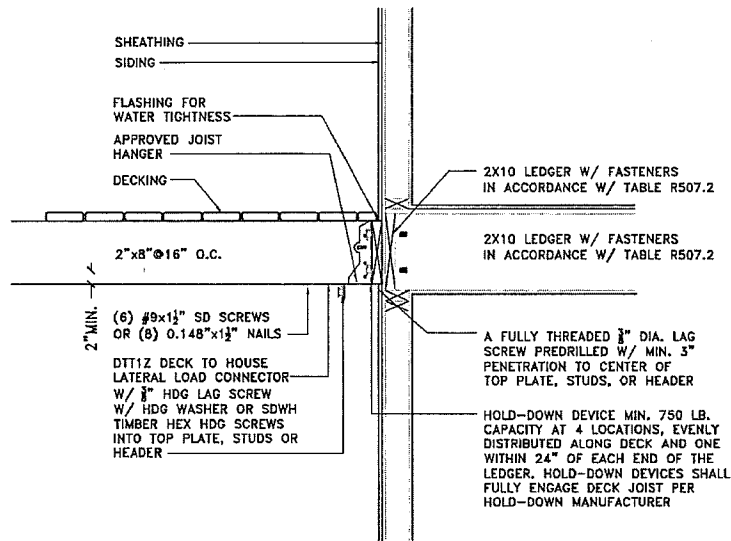 SHEATHING
SIDING
FLASHING FOR
WATER TIGHTNESS
APPROVED JOIST
HANGER
DECKING
2"x8"@16" O.C.
2"MIN.
(6) #9x1½" SD SCREWS
OR (8) 0.148"x1½" NAILS
DTT1Z DECK TO HOUSE
LATERAL LOAD CONNECTOR
W/ ⅜" HDG LAG SCREW
W/ HDG WASHER OR SDWH
TIMBER HEX HDG SCREWS
INTO TOP PLATE, STUDS OR
HEADER
2X10 LEDGER W/ FASTENERS
IN ACCORDANCE W/ TABLE R507.2
2X10 LEDGER W/ FASTENERS
IN ACCORDANCE W/ TABLE R507.2
A FULLY THREADED ⅜" DIA. LAG
SCREW PREDRILLED W/ MIN. 3"
PENETRATION TO CENTER OF
TOP PLATE, STUDS, OR HEADER
HOLD-DOWN DEVICE MIN. 750 LB.
CAPACITY AT 4 LOCATIONS, EVENLY
DISTRIBUTED ALONG DECK AND ONE
WITHIN 24" OF EACH END OF THE
LEDGER. HOLD-DOWN DEVICES SHALL
FULLY ENGAGE DECK JOIST PER
HOLD-DOWN MANUFACTURER